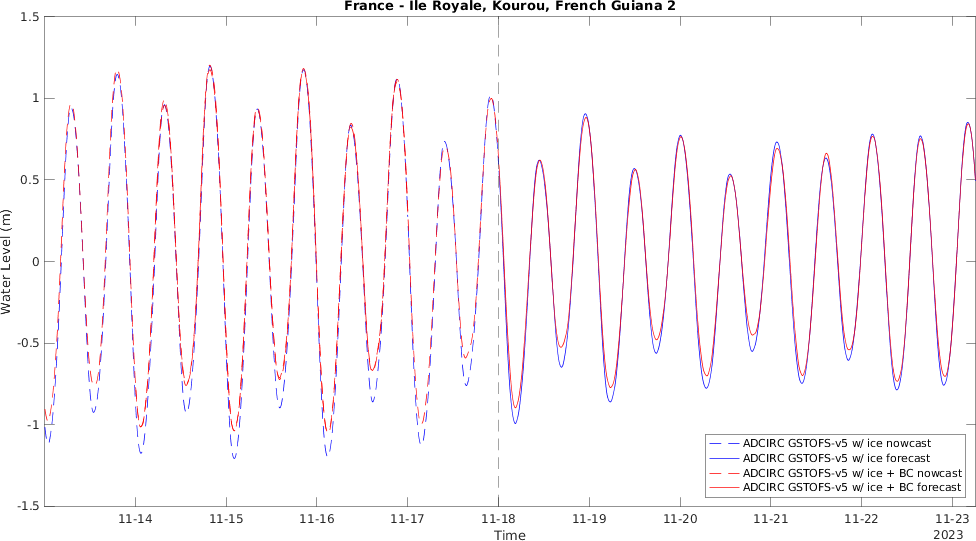 France - Ile Royale, Kourou, French Guiana 2
1.5
1
0.5
0
-0.5
-1
-1.5
Water Level (m)
ADCIRC GSTOFS-v5 w/ ice nowcast
ADCIRC GSTOFS-v5 w/ ice forecast
ADCIRC GSTOFS-v5 w/ ice + BC nowcast
ADCIRC GSTOFS-v5 w/ ice + BC forecast
11-14 11-15 11-16 11-17 11-18 11-19 11-20 11-21 11-22 11-23
Time 2023